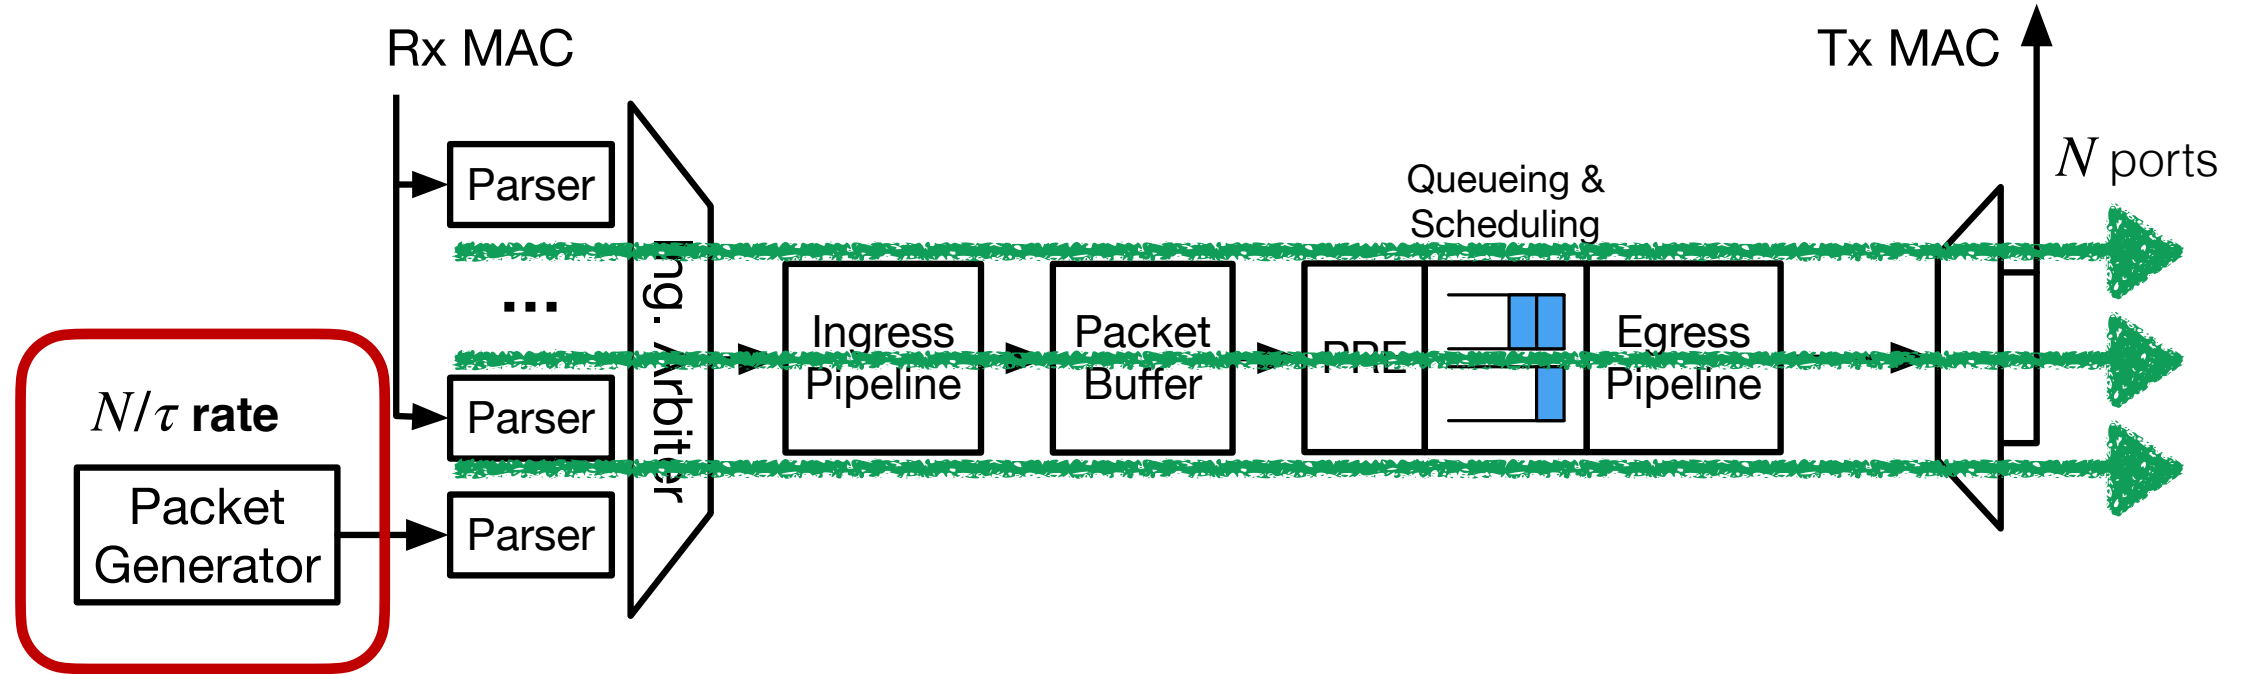 Rx MAC
Tx MAC
N ports
Parser
Queueing &
Scheduling
...
Ing. Arbiter
Ingress
Pipeline
Packet
Buffer
PRE
Egress
Pipeline
N/τ rate
Parser
Packet
Generator
Parser